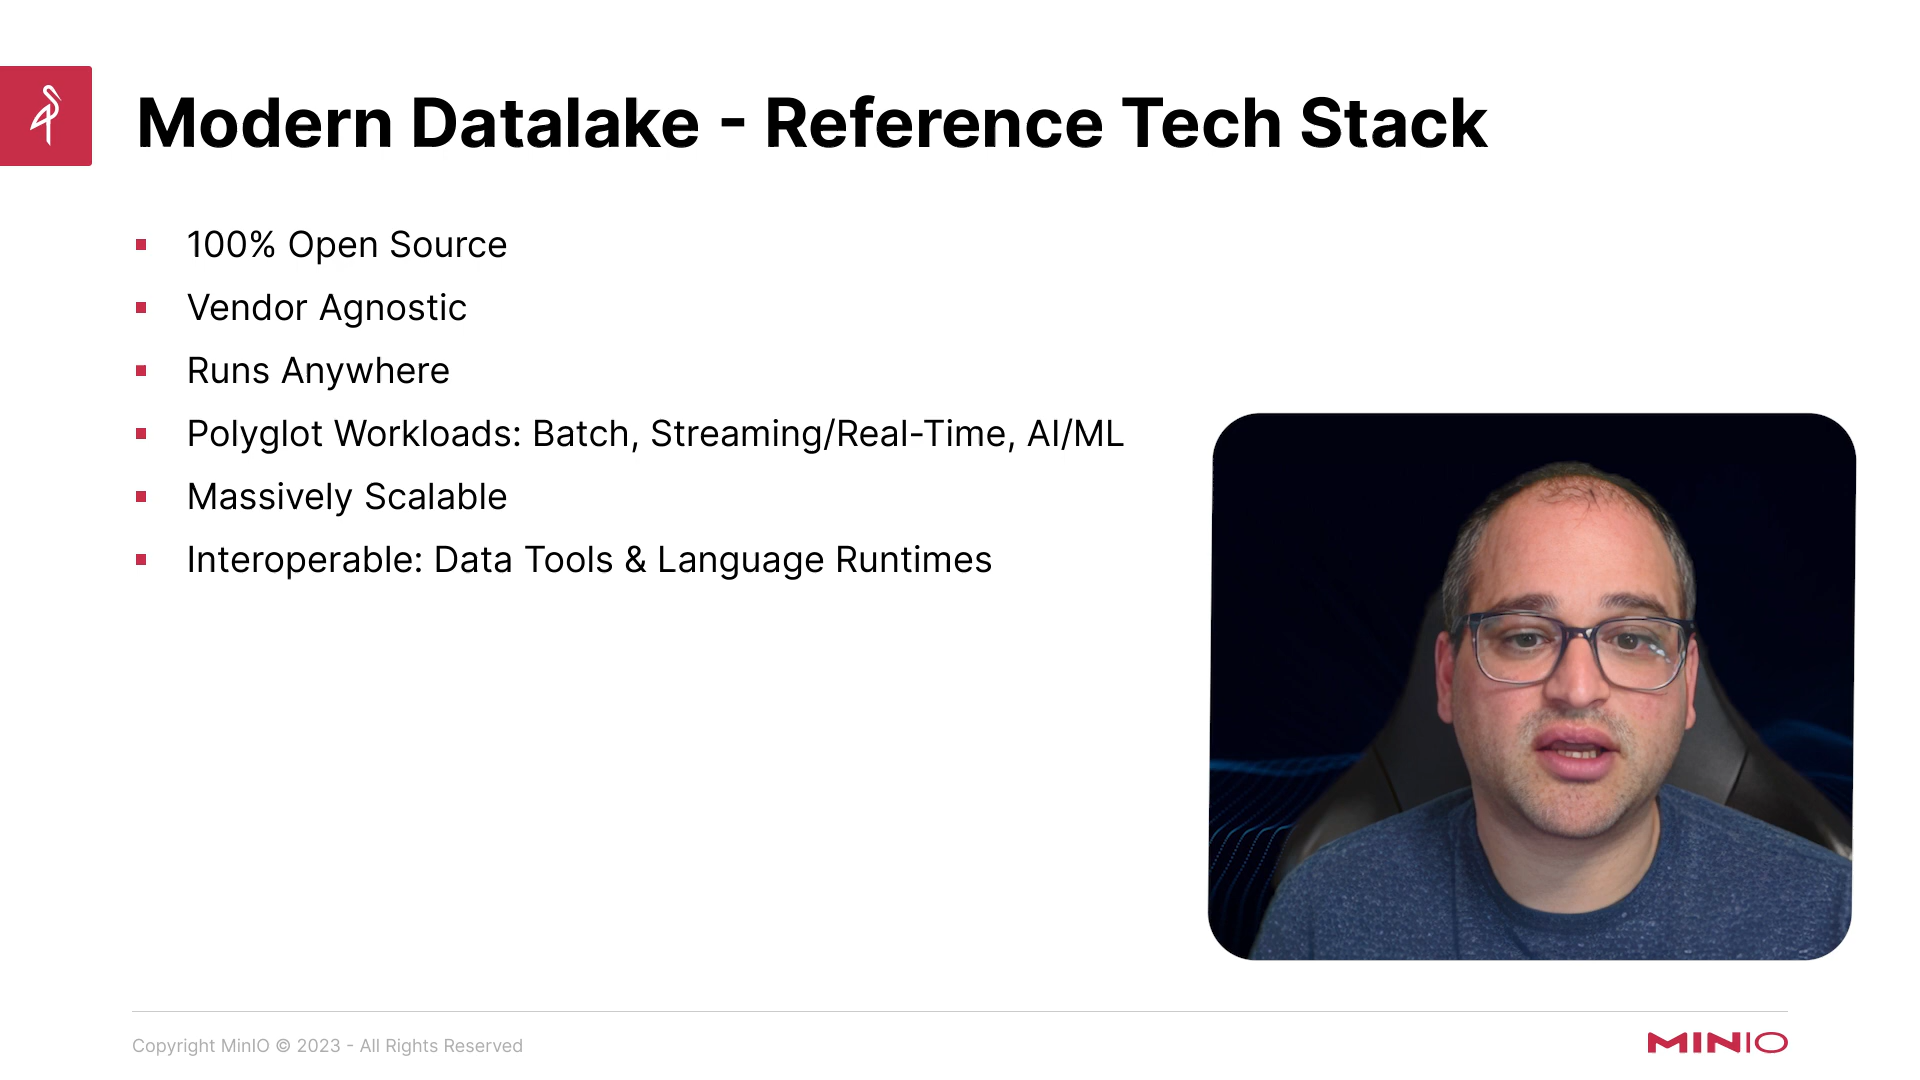 Modern Datalake - Reference Tech Stack
100% Open Source
Vendor Agnostic
Runs Anywhere
Polyglot Workloads: Batch, Streaming/Real-Time, AI/ML
Massively Scalable
Interoperable: Data Tools & Language Runtimes
Copyright MinIO © 2023 - All Rights Reserved
MINIO